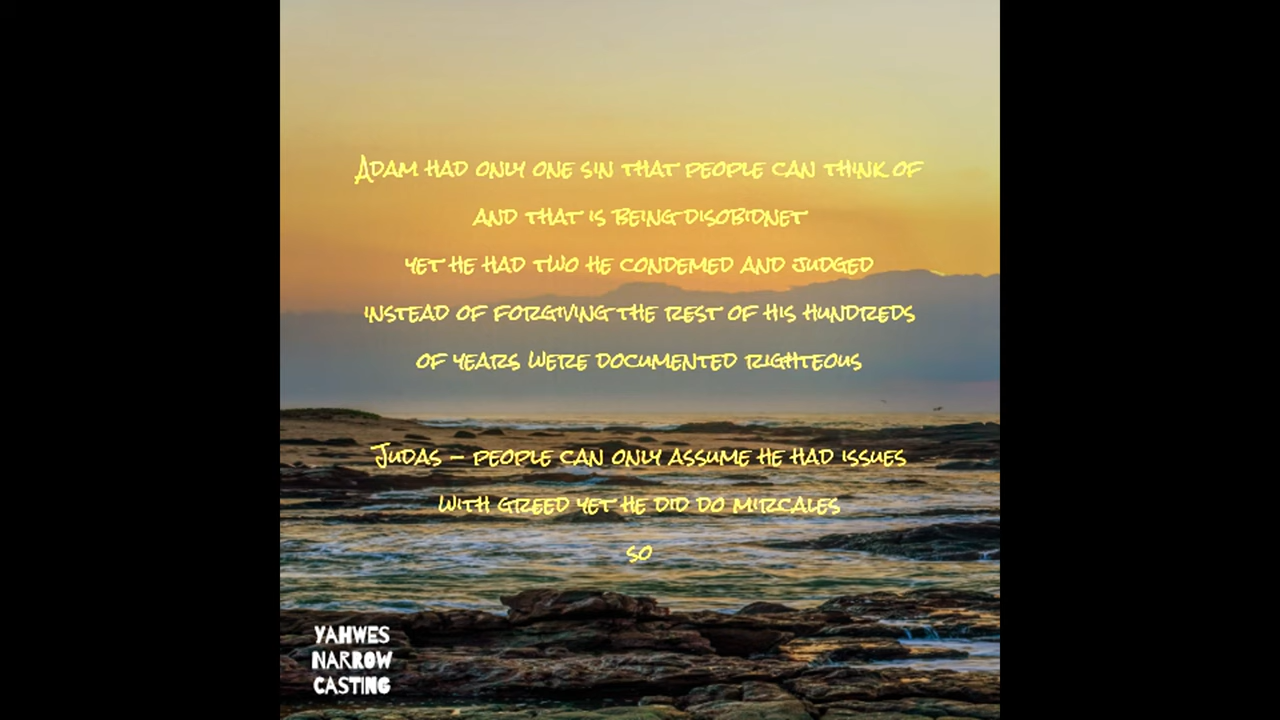 Adam had only one sin that people can think of
and that is being disobidnet
yet he had two he condemed and judged
instead of forgiving the rest of his hundreds
of years were documented righteous
Judas - people can only assume he had issues
with greed yet he did do mircales
so
YAHWES
NARROW
CASTING